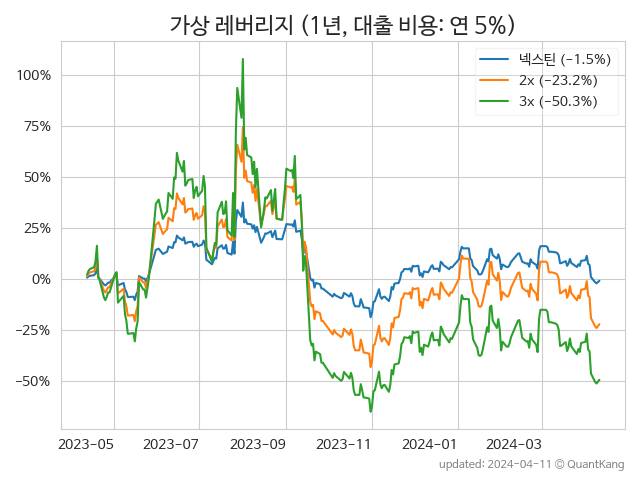 가상 레버리지 (1년, 대출 비용: 연 5%)
넥스틴 (−1.5%)
2x (−23.2%)
3x (−50.3%)
100%
75%
50%
25%
0%
−25%
−50%
2023-05 2023-07 2023-09 2023-11 2024-01 2024-03
updated: 2024-04-11 © QuantKang